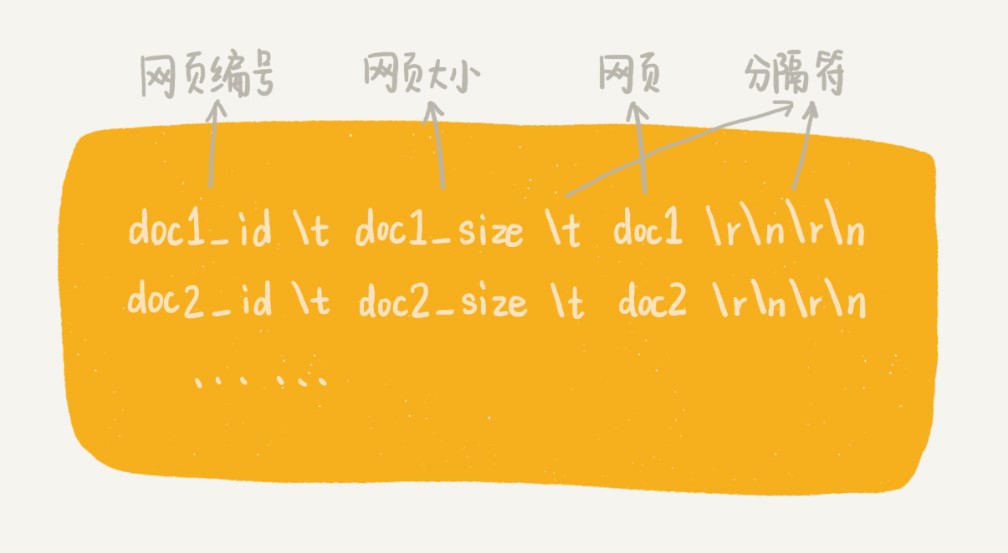 网页编号 网页大小 网页 分隔符
doc1_id \t doc1_size \t doc1 \r\n\r\n
doc2_id \t doc2_size \t doc2 \r\n\r\n
... ...